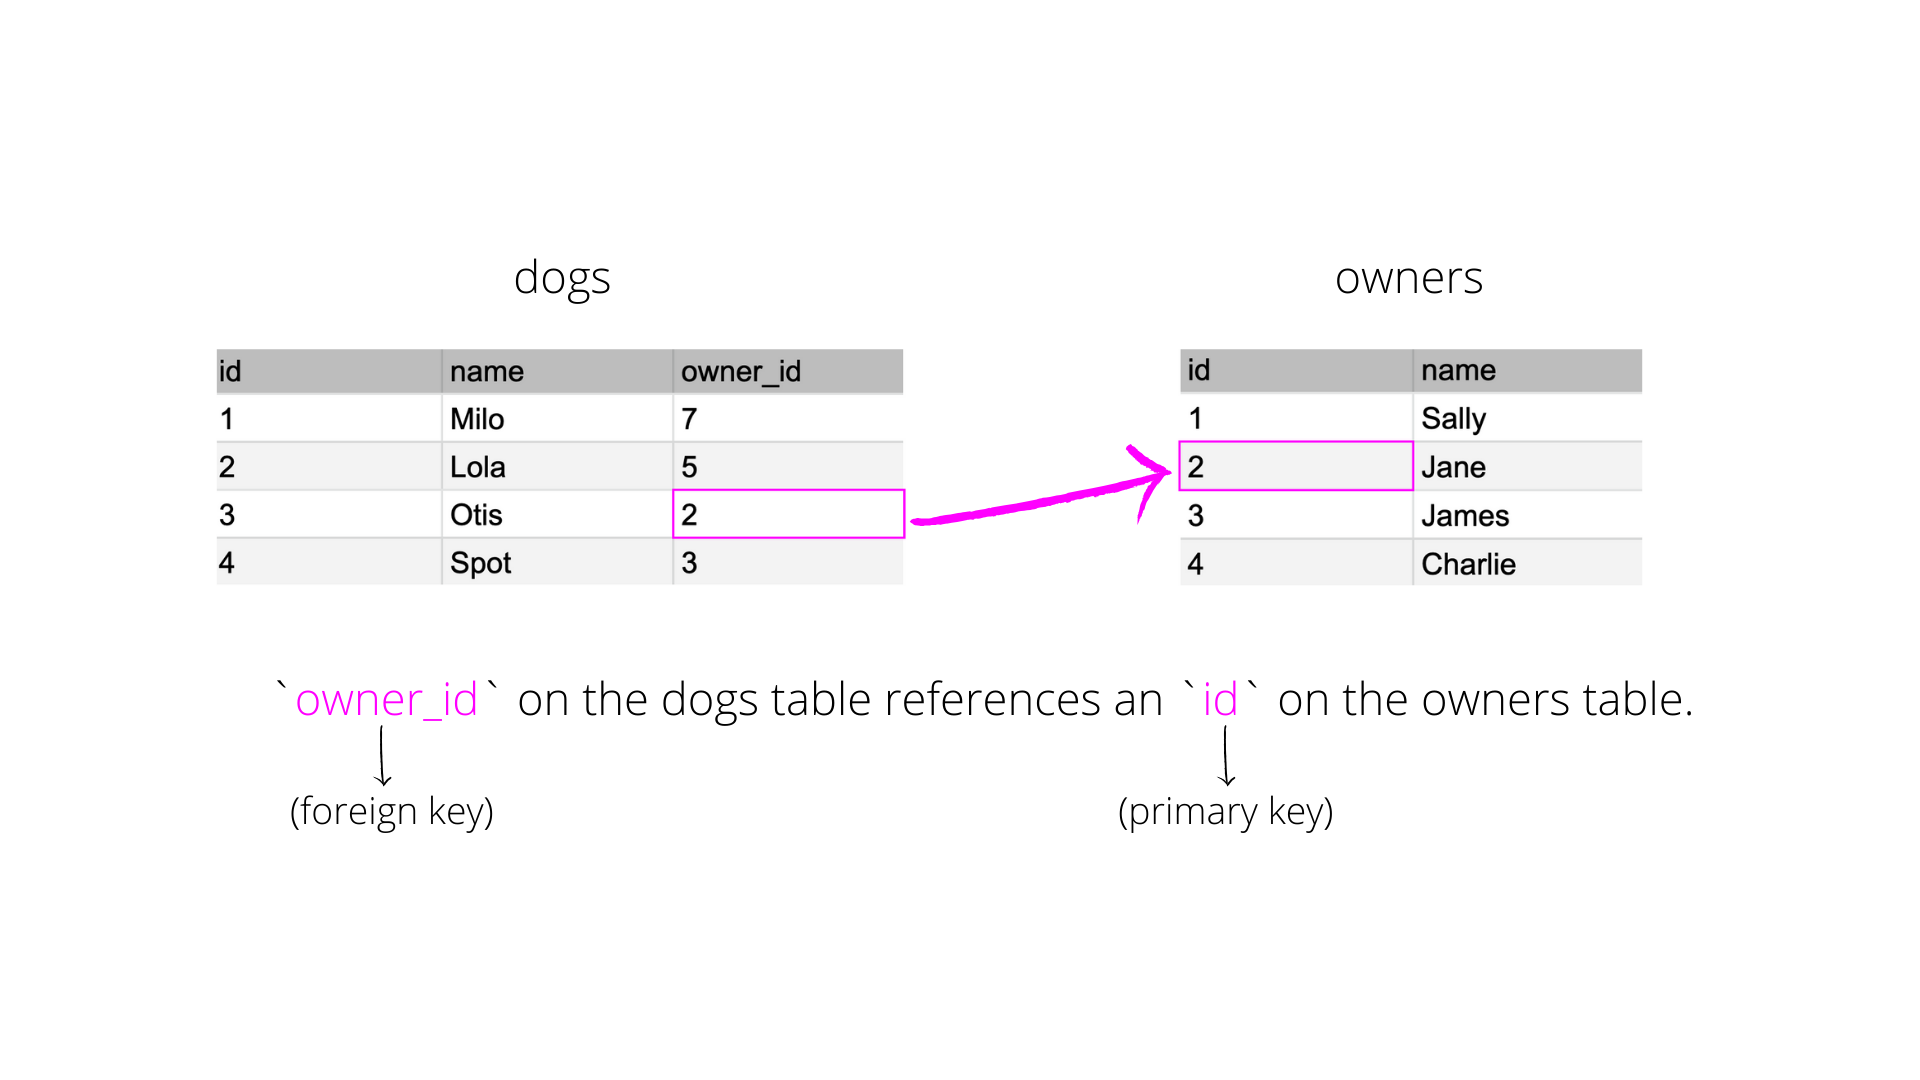 dogs
owners
id name owner_id
1 Milo 7
2 Lola 5
3 Otis 2
4 Spot 3
id name
1 Sally
2 Jane
3 James
4 Charlie
`owner_id` on the dogs table references an `id` on the owners table.
(foreign key)
(primary key)